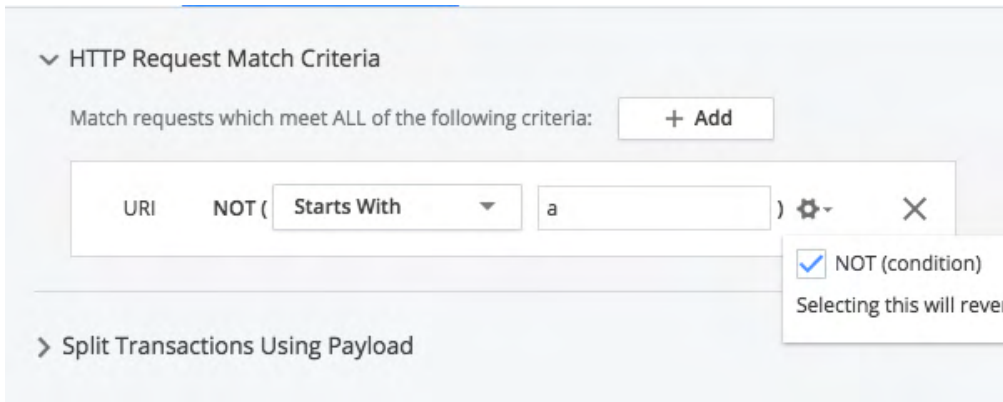 HTTP Request Match Criteria
Match requests which meet ALL of the following criteria: + Add
URI NOT ( Starts With a )
NOT (condition)
Selecting this will
Split Transactions Using Payload